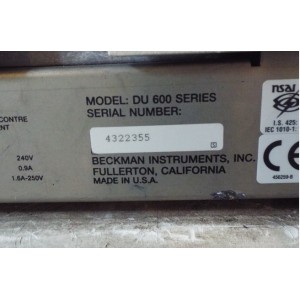 CONTRE
ENT
240V
0.9A
1.6A-250V
MODEL: DU 600 SERIES
SERIAL NUMBER:
4322355
BECKMAN INSTRUMENTS, INC.
FULLERTON, CALIFORNIA
MADE IN U.S.A.
nsai
I.S. 425:
IEC 1010-1:
CE